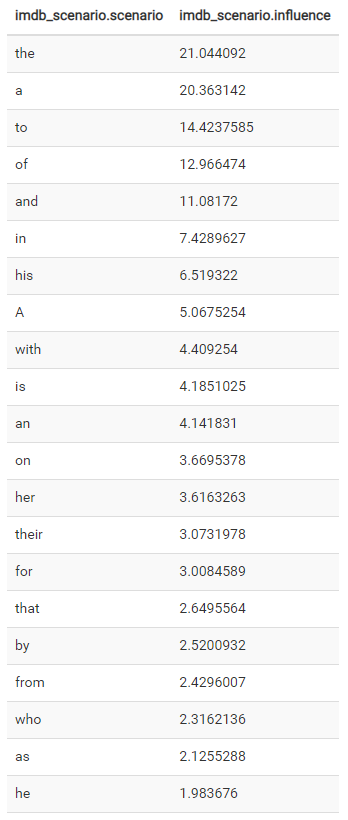 imdb_scenario.scenario imdb_scenario.influence
the 21.044092
a 20.363142
to 14.4237585
of 12.966474
and 11.08172
in 7.4289627
his 6.519322
A 5.0675254
with 4.409254
is 4.1851025
an 4.141831
on 3.6695378
her 3.6163263
their 3.0731978
for 3.0084589
that 2.6495564
by 2.5200932
from 2.4296007
who 2.3162136
as 2.1255288
he 1.983676